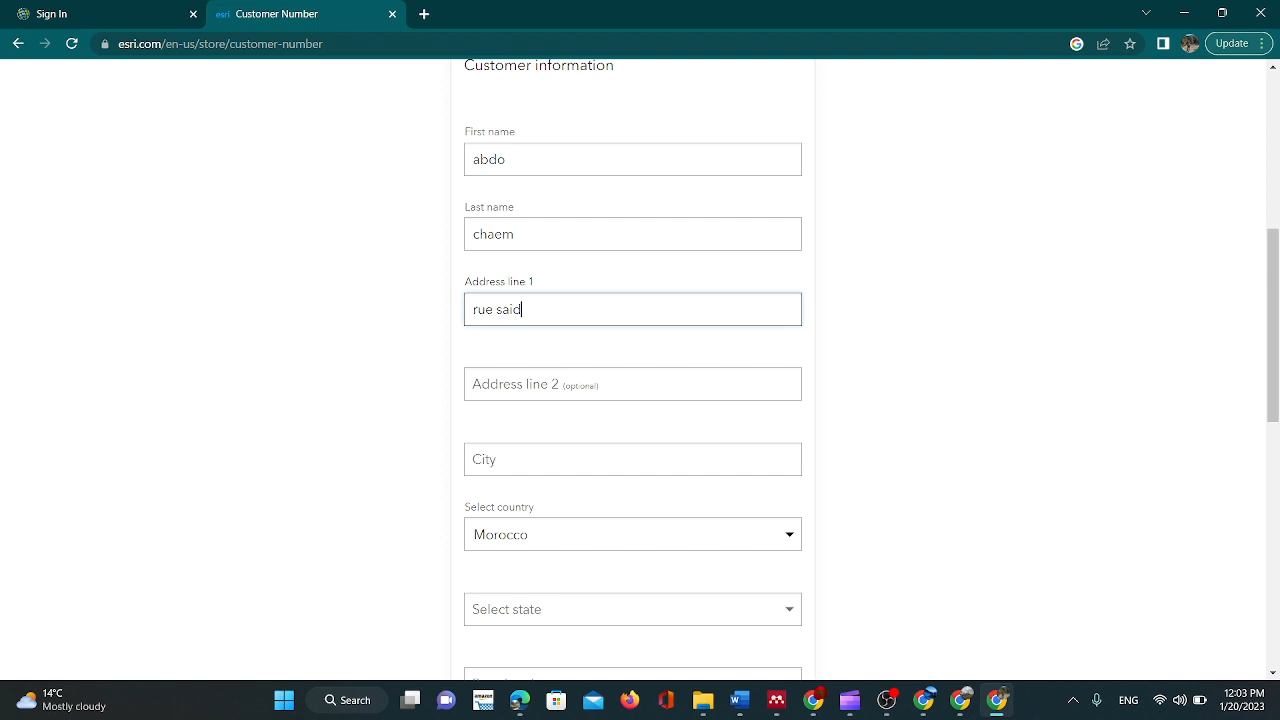 Sign In
esri
Customer Number
esri.com/en-us/store/customer-number
Update
Customer information
First name
abdo
Last name
chaem
Address line 1
rue said
Address line 2 (optional)
City
Select country
Morocco
Select state
14°C
Mostly cloudy
Search
ENG
12:03 PM
1/20/2023